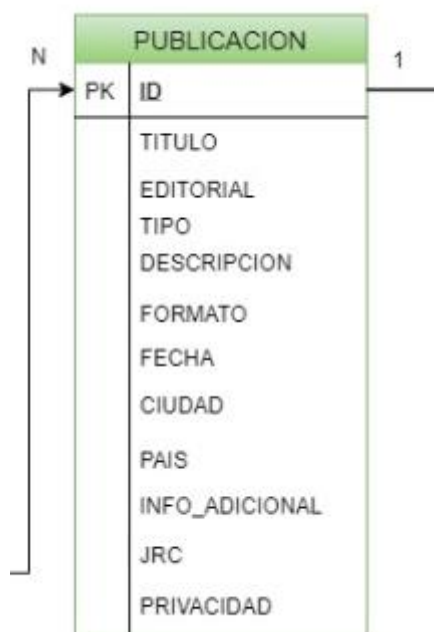 PUBLICACION
N
1
PK ID
TITULO
EDITORIAL
TIPO
DESCRIPCION
FORMATO
FECHA
CIUDAD
PAIS
INFO_ADICIONAL
JRC
PRIVACIDAD